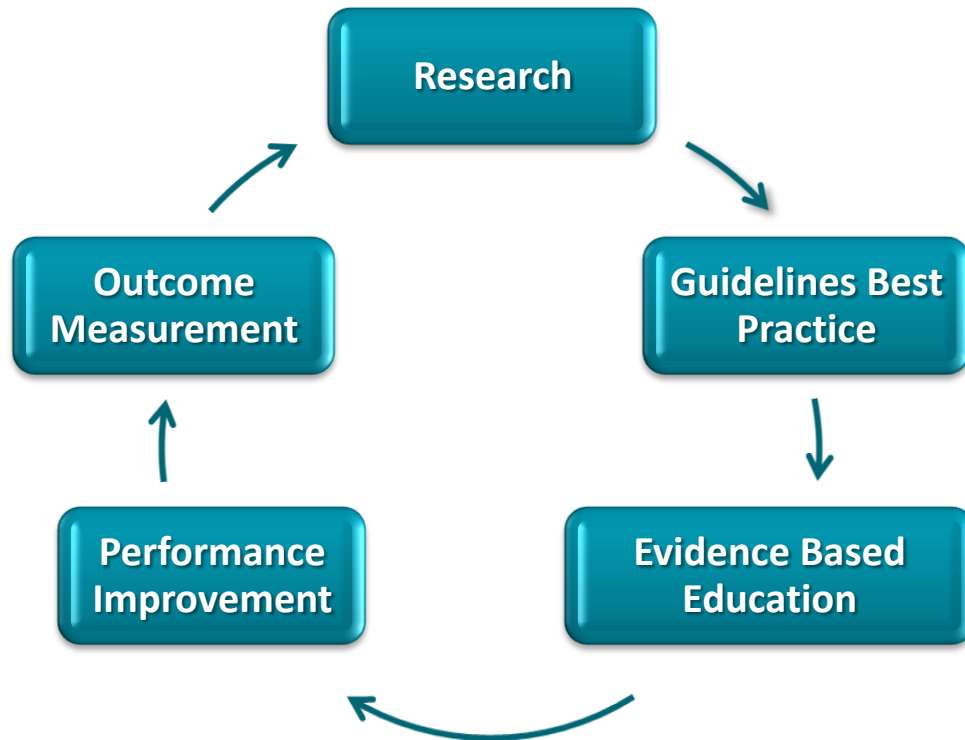 Research
Outcome
Measurement
Guidelines Best
Practice
Performance
Improvement
Evidence Based
Education